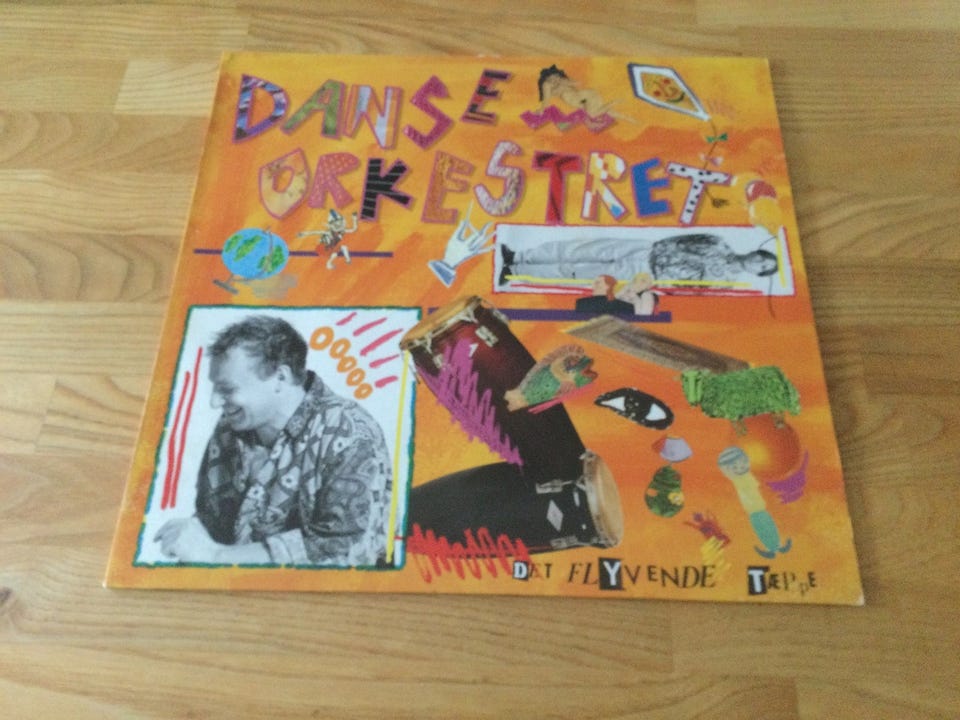 DANSE
ORKESTRET
DET FLYVENDE TÆPPE